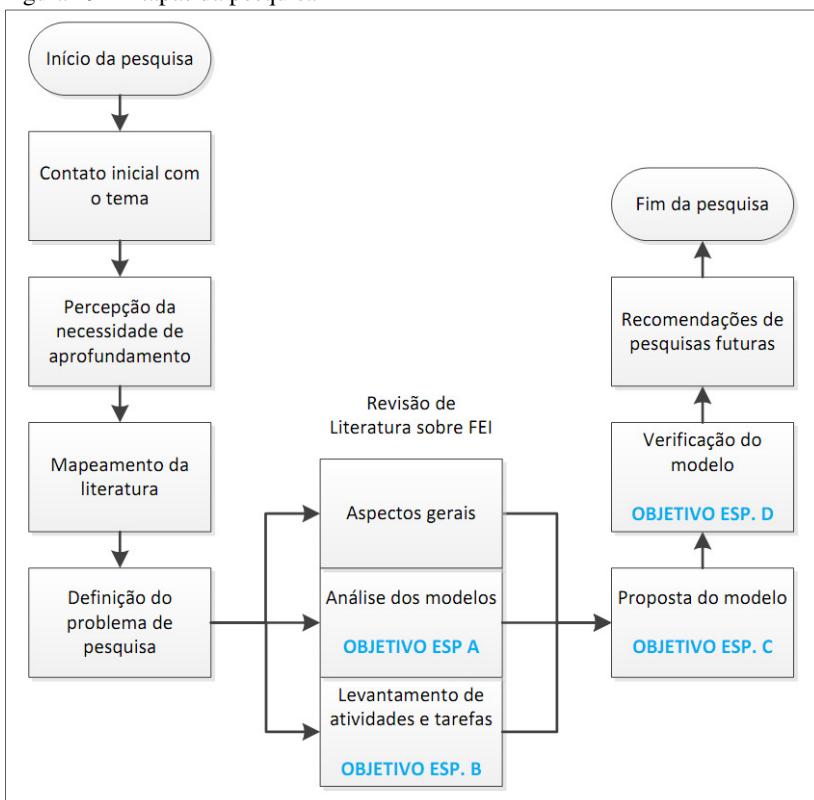 Início da pesquisa
Contato inicial com
o tema
Percepção da
necessidade de
aprofundamento
Mapeamento da
literatura
Definição do
problema de
pesquisa
Revisão de
Literatura sobre FEI
Aspectos gerais
Análise dos modelos
OBJETIVO ESP A
Levantamento de
atividades e tarefas
OBJETIVO ESP. B
Proposta do modelo
OBJETIVO ESP. C
Verificação do
modelo
OBJETIVO ESP. D
Recomendações de
pesquisas futuras
Fim da pesquisa